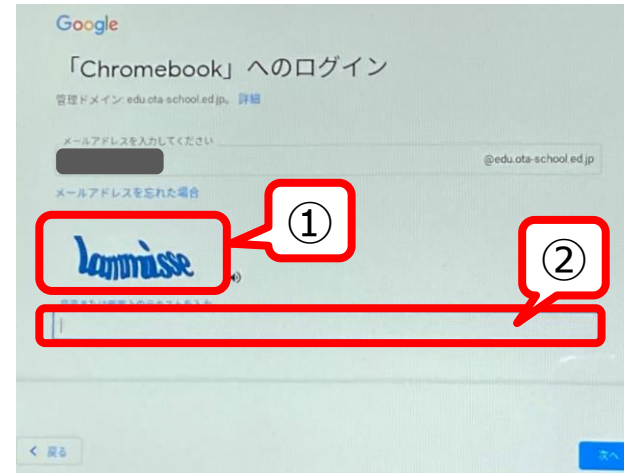 Google
「Chromebook」へのログイン
管理ドメイン: edu.ota-school.ed.jp。 詳細
メールアドレスを入力してください
@edu.ota-school.ed.jp
メールアドレスを忘れた場合
①
②
戻る
次へ